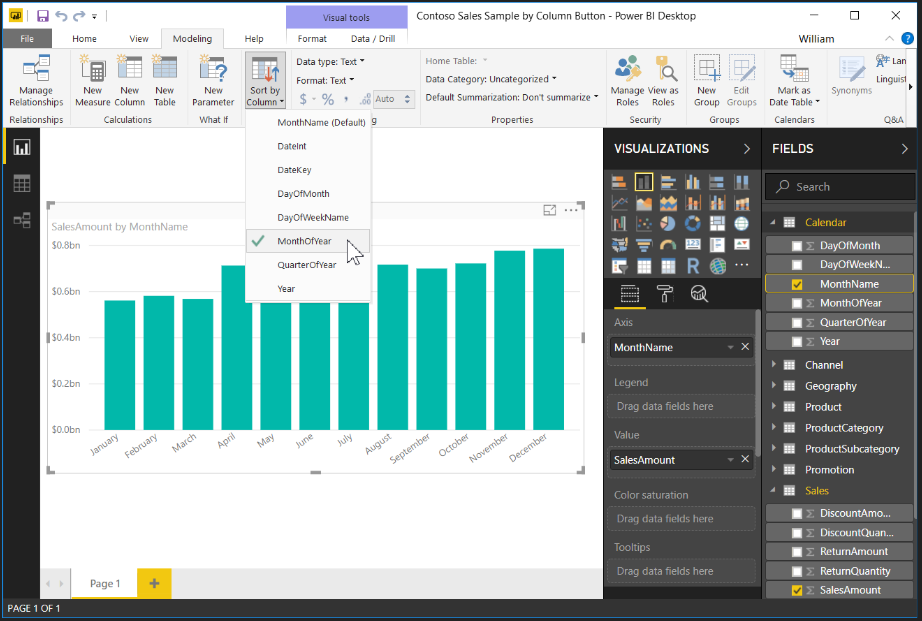 Visual tools
Contoso Sales Sample by Column Button - Power BI Desktop
File
Home
View
Modeling
Help
Format
Data / Drill
William
?
Manage
Relationships
Relationships
New
Measure
New
Column
New
Table
Calculations
New
Parameter
What If
Sort by
Column
Data type: Text
Format: Text
$ % , .00
Auto
Home Table:
Data Category: Uncategorized
Default Summarization: Don't summarize
Properties
Manage
Roles
View as
Roles
Security
New
Group
Edit
Groups
Groups
Mark as
Date Table
Calendars
Synonyms
Lan
Linguist
Q&A
MonthName (Default)
DateInt
DateKey
DayOfMonth
DayOfWeekName
MonthOfYear
QuarterOfYear
Year
SalesAmount by MonthName
$0.8bn
$0.6bn
$0.4bn
$0.2bn
$0.0bn
January
February
March
April
May
June
July
August
September
October
November
December
VISUALIZATIONS
123
R
Axis
MonthName
Legend
Drag data fields here
Value
SalesAmount
Color saturation
Drag data fields here
Tooltips
Drag data fields here
FIELDS
Search
Calendar
Σ DayOfMonth
DayOfWeekN...
MonthName
Σ MonthOfYear
Σ QuarterOfYear
Σ Year
Channel
Geography
Product
ProductCategory
ProductSubcategory
Promotion
Sales
Σ DiscountAmo...
Σ DiscountQuan...
Σ ReturnAmount
Σ ReturnQuantity
Σ SalesAmount
Page 1
PAGE 1 OF 1